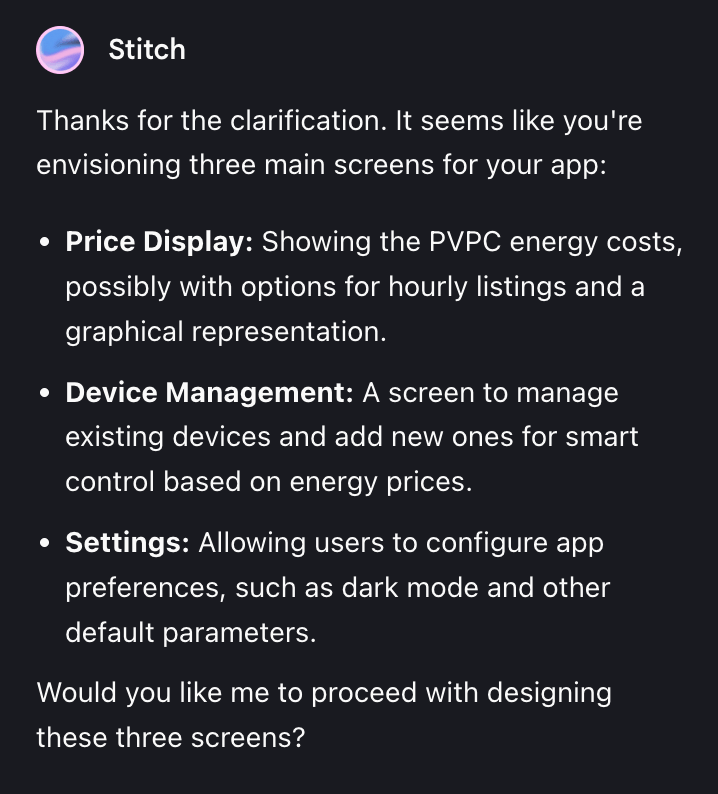 Stitch
Thanks for the clarification. It seems like you're
envisioning three main screens for your app:
• Price Display: Showing the PVPC energy costs,
possibly with options for hourly listings and a
graphical representation.
• Device Management: A screen to manage
existing devices and add new ones for smart
control based on energy prices.
• Settings: Allowing users to configure app
preferences, such as dark mode and other
default parameters.
Would you like me to proceed with designing
these three screens?